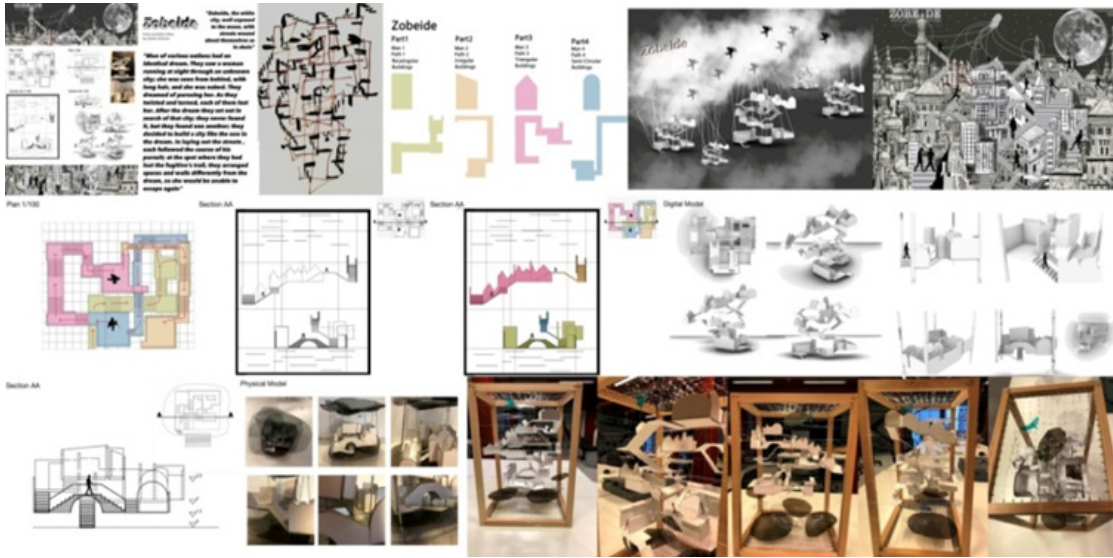 Zobeide
"Zobeide, the white
city, well exposed
to the moon, with
streets wound
about themselves as
in skein"
"Men of various nations had an
identical dream. They saw a woman
running at night through an unknown
city; she was seen from behind, with
long hair, and she was naked. They
dreamed of pursuing her. As they
twisted and turned, each of them lost
her. After the dream they set out in
search of that city; they never found
it, but they found one another; they
decided to build a city like the one in
the dream. In laying out the streets,
each followed the course of his
pursuit; at the spot where they had
lost the fugitive's trail, they arranged
spaces and walls differently from the
dream, so she would be unable to
escape again"
Zobeide
Part1
Man 1
Path 1
Rectangular
Buildings
Part2
Man 2
Path 2
Irregular
Buildings
Part3
Man 3
Path 3
Triangular
Buildings
Part4
Man 4
Path 4
Semi-Circular
Buildings
Zobeide
ZOBE.DE
Plan 1/100
Section AA
Section AA
Digital Model
Section AA
Physical Model